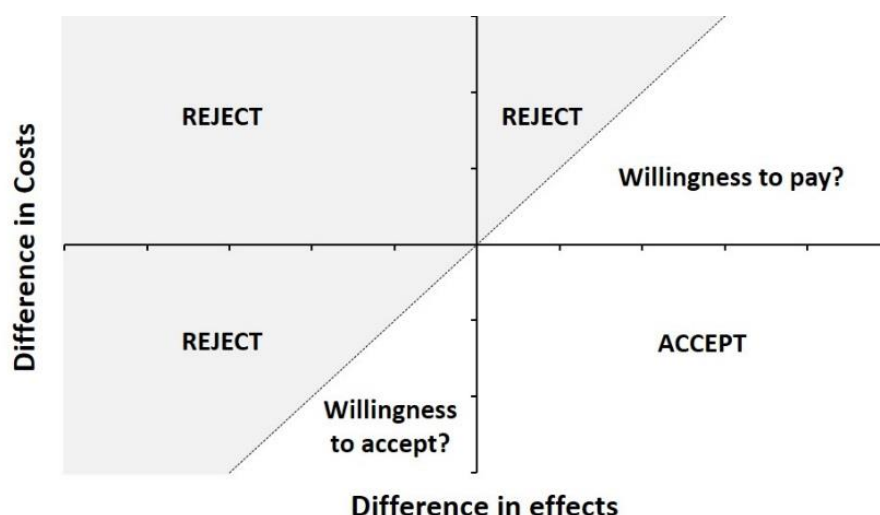 REJECT
REJECT
Willingness to pay?
Difference in Costs
REJECT
ACCEPT
Willingness
to accept?
Difference in effects